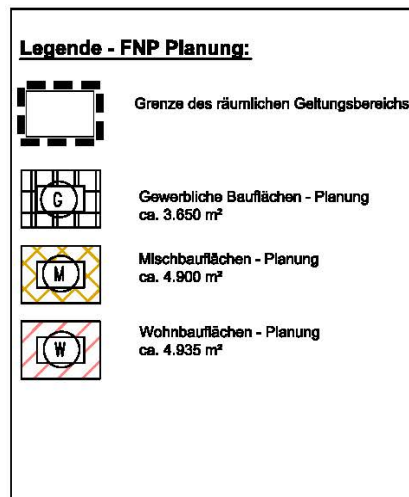 Legende - FNP Planung:
Grenze des räumlichen Geltungsbereichs
G
Gewerbliche Bauflächen - Planung
ca. 3.650 m²
M
Mischbauflächen - Planung
ca. 4.900 m²
W
Wohnbauflächen - Planung
ca. 4.935 m²